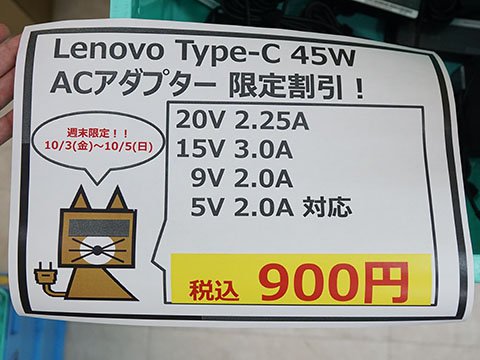 Lenovo Type-C 45W
ACアダプター 限定割引！
週末限定！！
10/3(金)～10/5(日)
20V 2.25A
15V 3.0A
9V 2.0A
5V 2.0A 対応
税込 900円